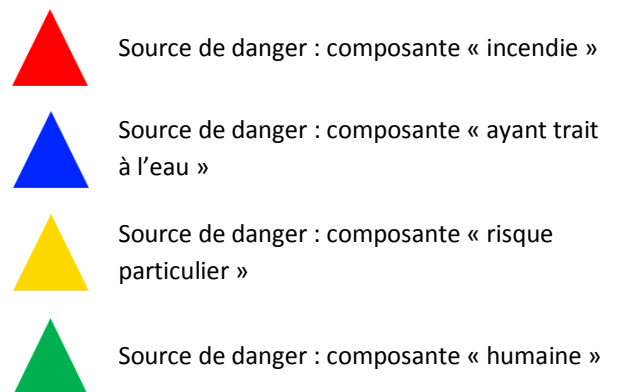 Source de danger : composante « incendie »
Source de danger : composante « ayant trait
à l’eau »
Source de danger : composante « risque
particulier »
Source de danger : composante « humaine »